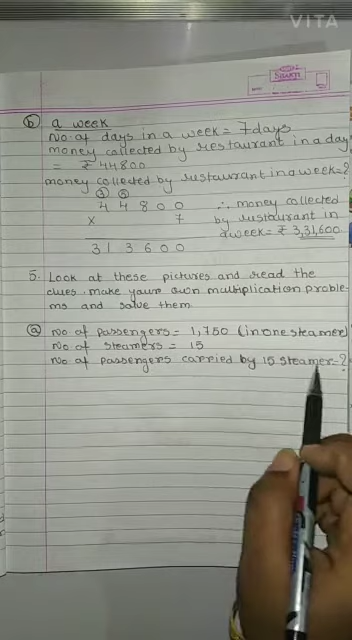 VITA
SHAKTI
(b) a week
No. of days in a week = 7 days
money collected by restaurant in a day
= ₹ 44800
money collected by restaurant in a week = ?
3 5
4 4 8 0 0
x 7
3 1 3 6 0 0
∴ money collected
by restaurant in
a week = ₹ 3,31,600
5. Look at these pictures and read the
clues, make your own multiplication proble-
ms and solve them
(a) No of passengers = 1,750 (in one steamer)
No of steamers = 15
No of passengers carried by 15 steamer = ?